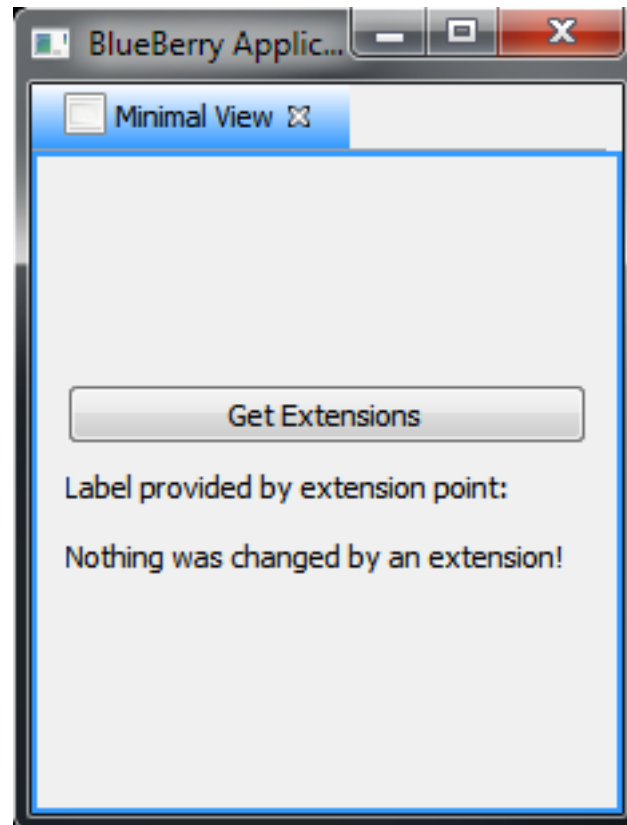 BlueBerry Applic...
Minimal View
Get Extensions
Label provided by extension point:
Nothing was changed by an extension!